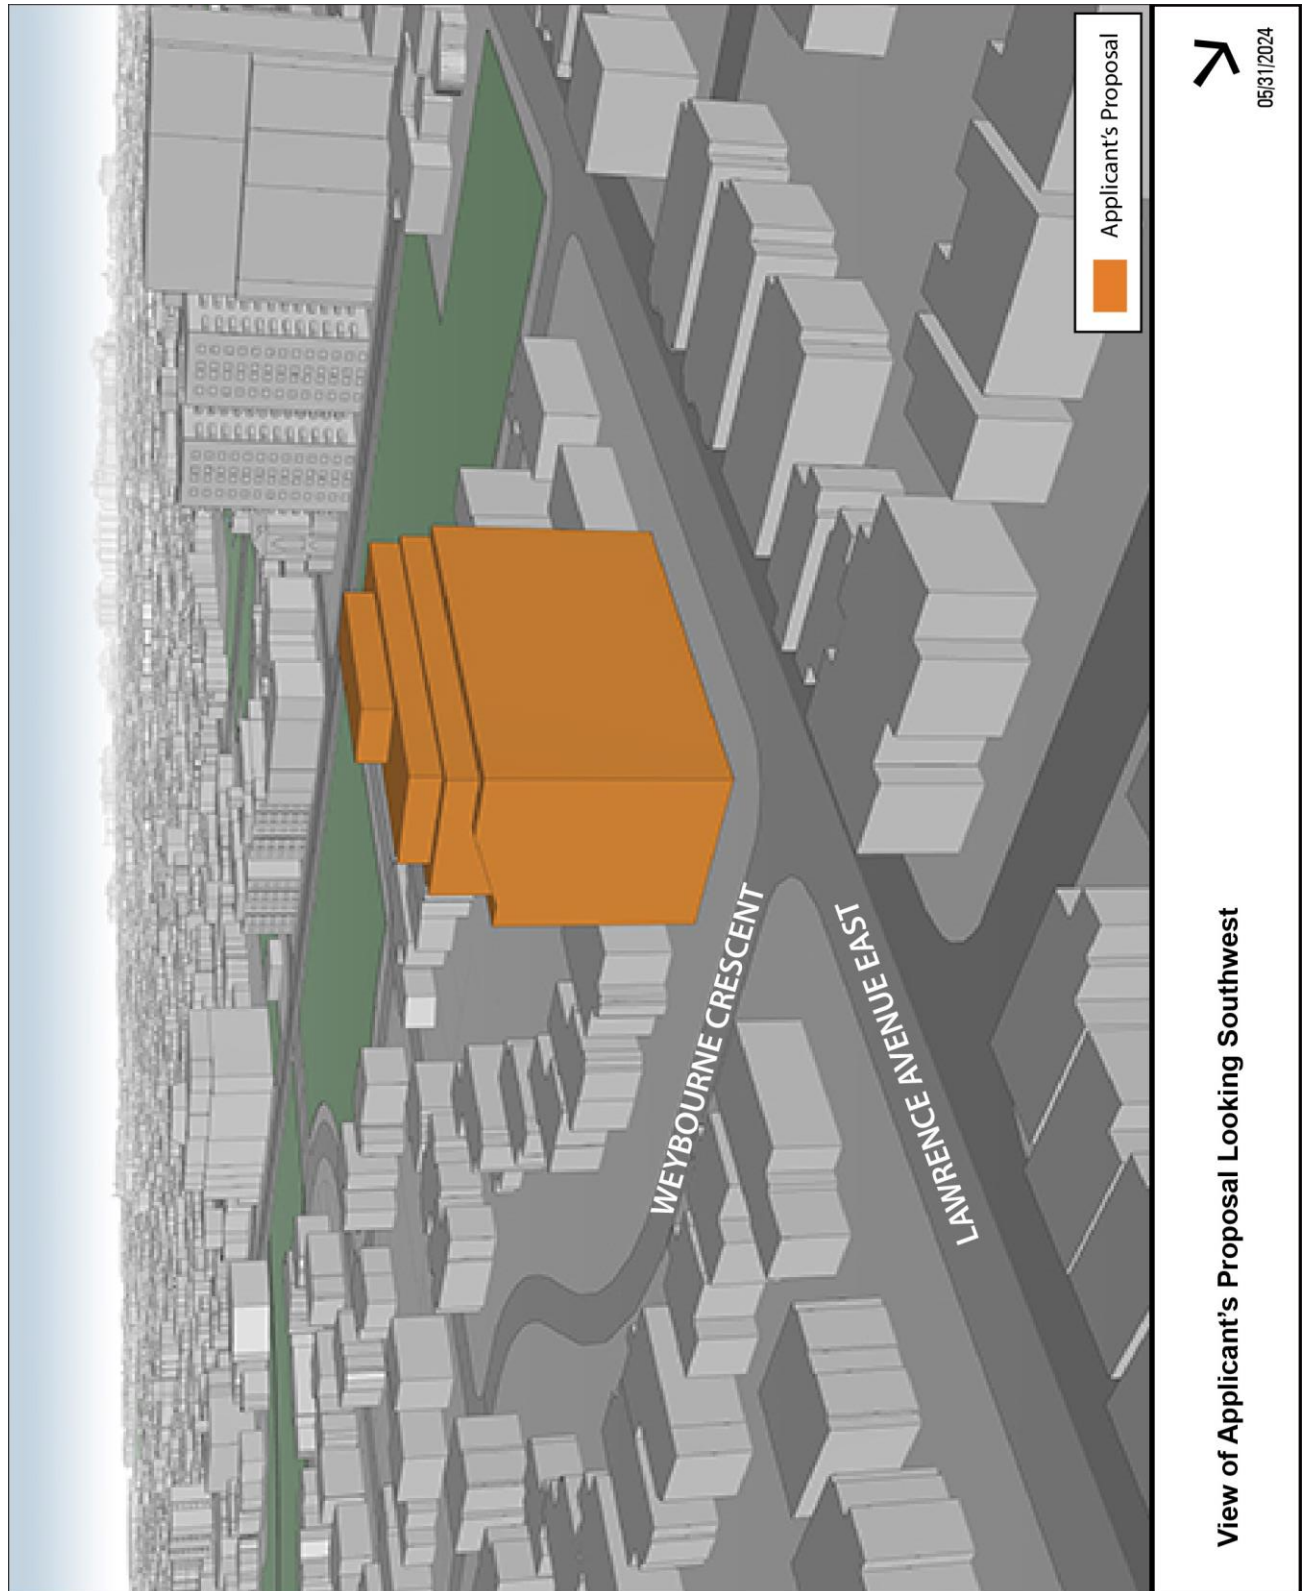 WEYBOURNE CRESCENT
LAWRENCE AVENUE EAST
Applicant's Proposal
View of Applicant's Proposal Looking Southwest
05/31/2024